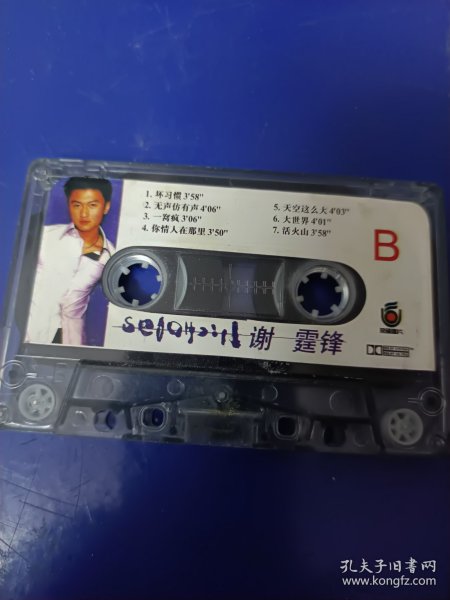 1. 坏习惯 3'58"
2. 无声仿有声 4'06"
3. 一窝疯 3'06"
4. 你情人在那里 3'50"
5. 天空这么大 4'03"
6. 大世界 4'01"
7. 活火山 3'58"
B
谢 霆锋
孔夫子旧书网
www.kongfz.com